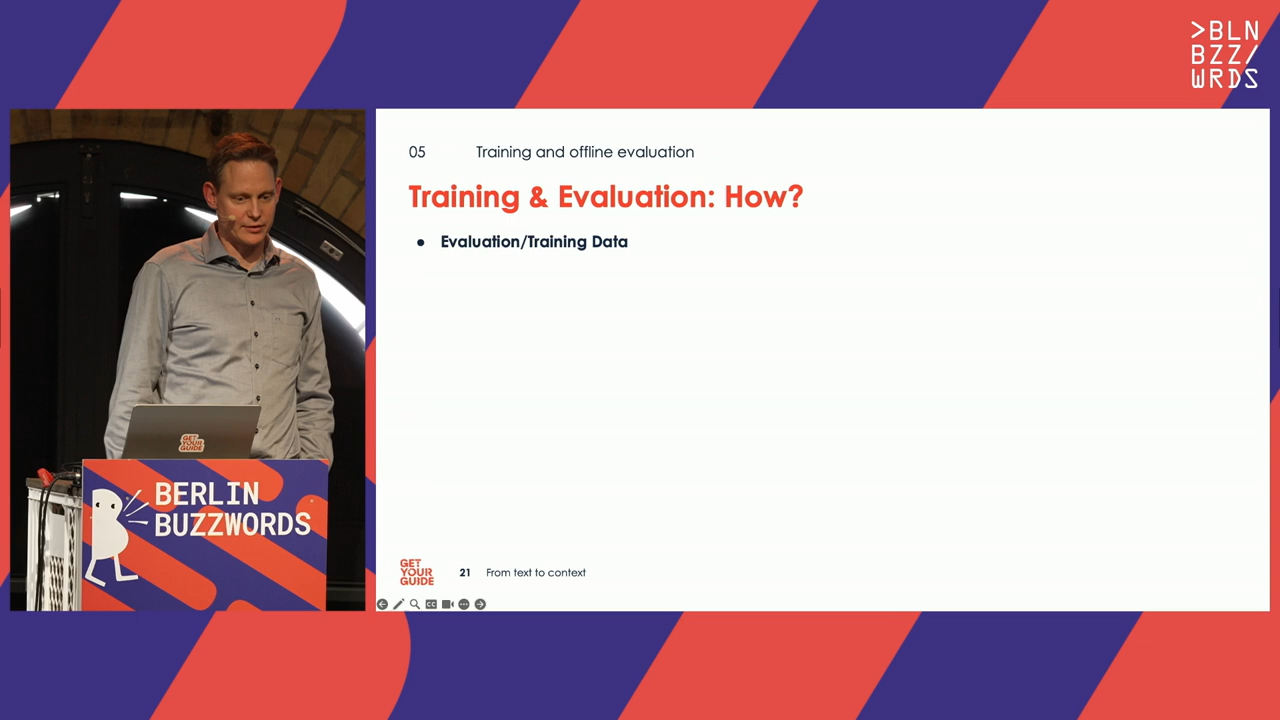 >BLN
BZZ/
WRDS
05 Training and offline evaluation
Training & Evaluation: How?
● Evaluation/Training Data
GET
YOUR
GUIDE
BERLIN
BUZZWORDS
GET
YOUR
GUIDE
21 From text to context
CC